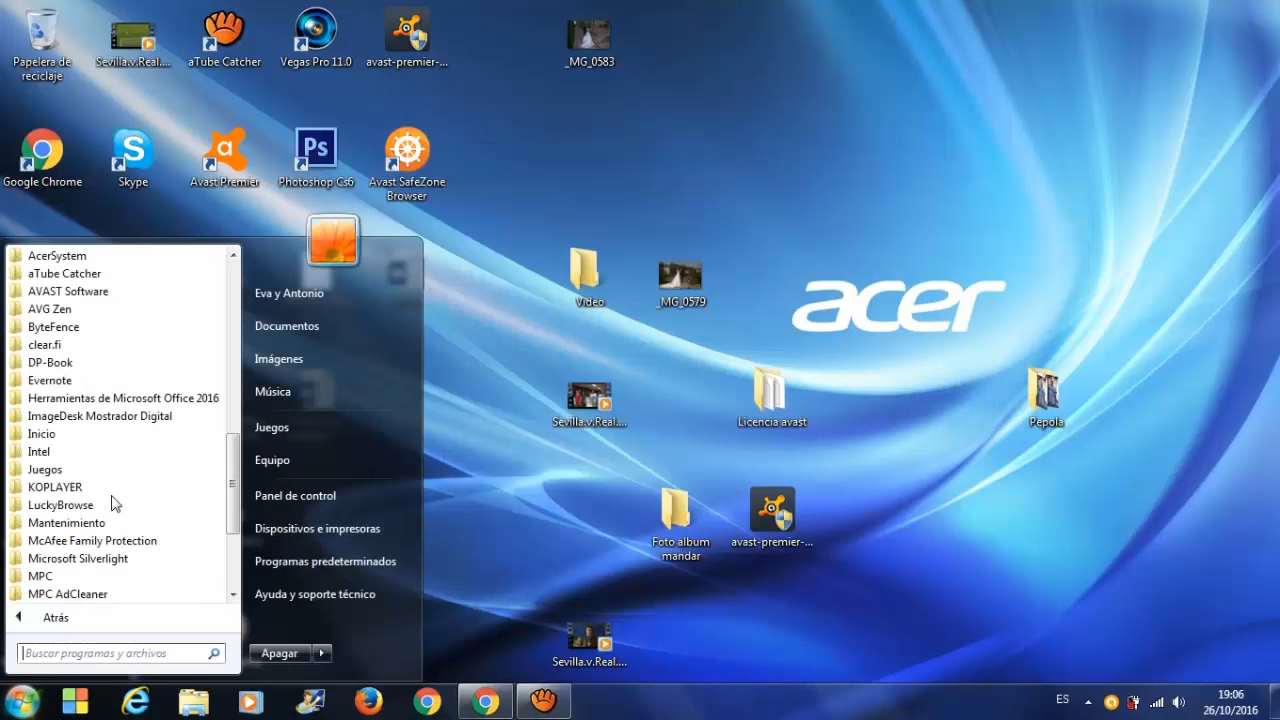 Papelera de
reciclaje
Sevilla.v.Real....
aTube Catcher
Vegas Pro 11.0
avast-premier-...
_MG_0583
Google Chrome
Skype
Avast Premier
Ps
Photoshop Cs6
Avast SafeZone
Browser
AcerSystem
aTube Catcher
AVAST Software
AVG Zen
ByteFence
clear.fi
DP-Book
Evernote
Herramientas de Microsoft Office 2016
ImageDesk Mostrador Digital
Inicio
Intel
Juegos
KOPLAYER
LuckyBrowse
Mantenimiento
McAfee Family Protection
Microsoft Silverlight
MPC
MPC AdCleaner
Atrás
Buscar programas y archivos
Eva y Antonio
Documentos
Imágenes
Música
Juegos
Equipo
Panel de control
Dispositivos e impresoras
Programas predeterminados
Ayuda y soporte técnico
Apagar
Video
_MG_0579
acer
Sevilla.v.Real....
Licencia avast
Pepola
Foto album
mandar
avast-premier-...
Sevilla.v.Real....
ES
19:06
26/10/2016